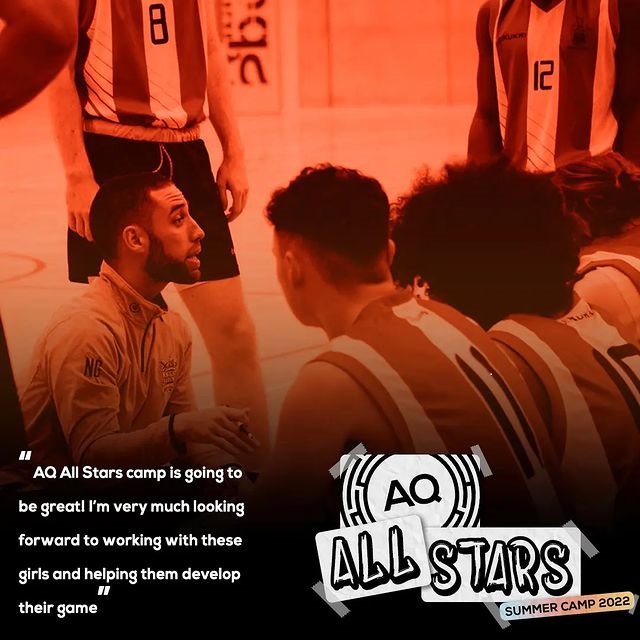 8
12
NG
"AQ All Stars camp is going to
be great! I'm very much looking
forward to working with these
girls and helping them develop
their game"
AQ
ALL STARS
SUMMER CAMP 2022